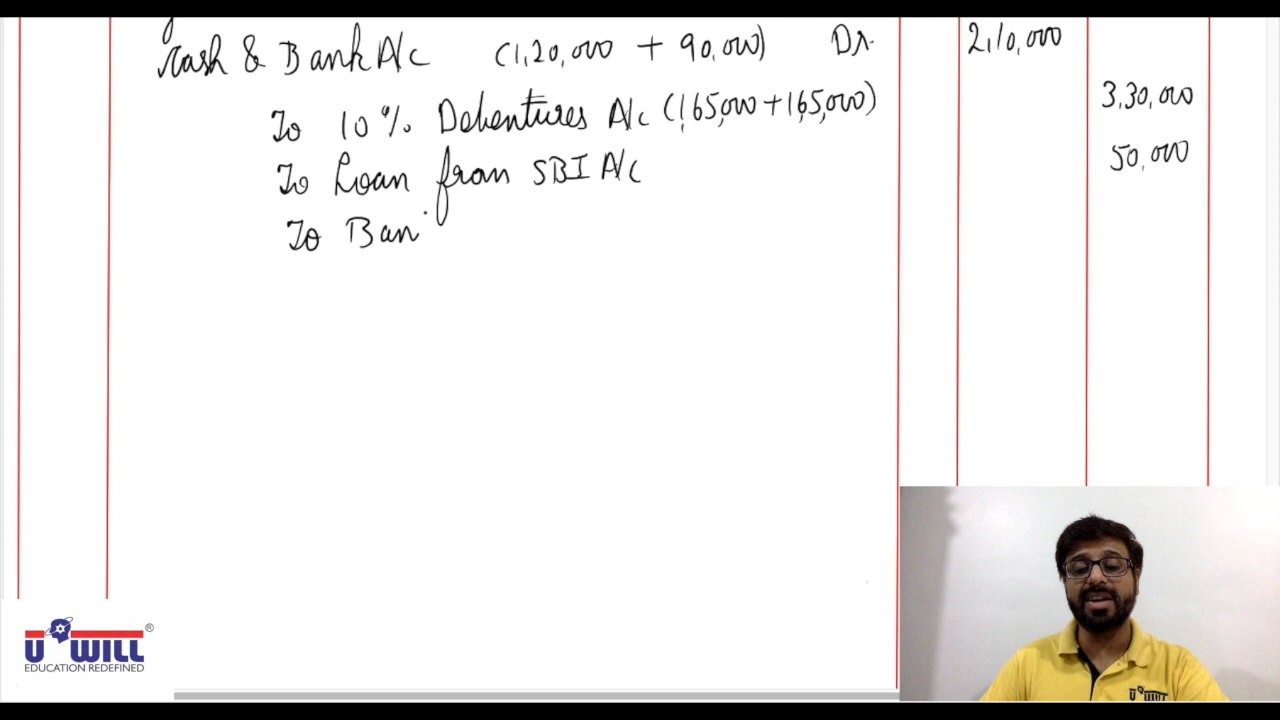 Cash & Bank A/c (1,20,000 + 90,000) Dr. 2,10,000
To 10% Debentures A/c (1,65,000 + 1,65,000) 3,30,000
To Loan from SBI A/c 50,000
To Ban
U WILL ®
EDUCATION REDEFINED
U WILL